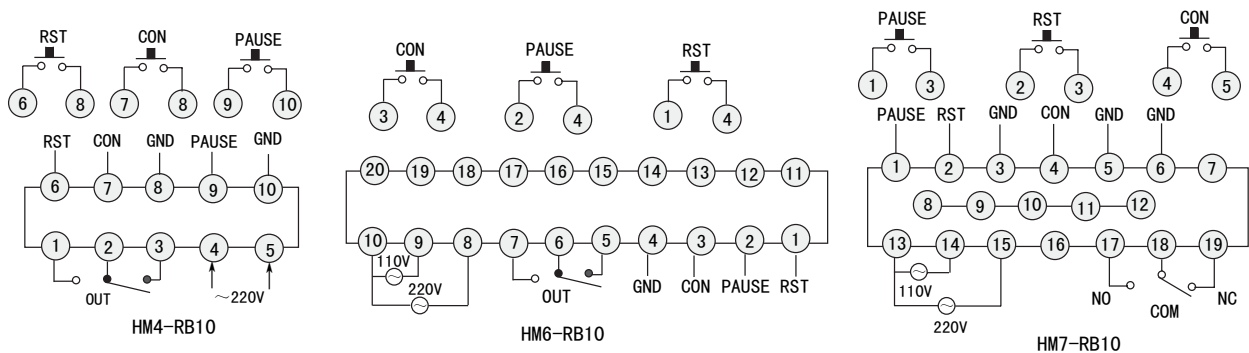 RST CON PAUSE
6 8 7 8 9 10
RST CON GND PAUSE GND
6 7 8 9 10
1 2 3 4 5
OUT ～220V
HM4-RB10
CON PAUSE RST
3 4 2 4 1 4
20 19 18 17 16 15 14 13 12 11
10 9 8 7 6 5 4 3 2 1
110V
220V
OUT GND CON PAUSE RST
HM6-RB10
PAUSE RST CON
1 3 2 3 4 5
PAUSE RST GND CON GND GND
1 2 3 4 5 6 7
8 9 10 11 12
13 14 15 16 17 18 19
110V
220V
NO COM NC
HM7-RB10